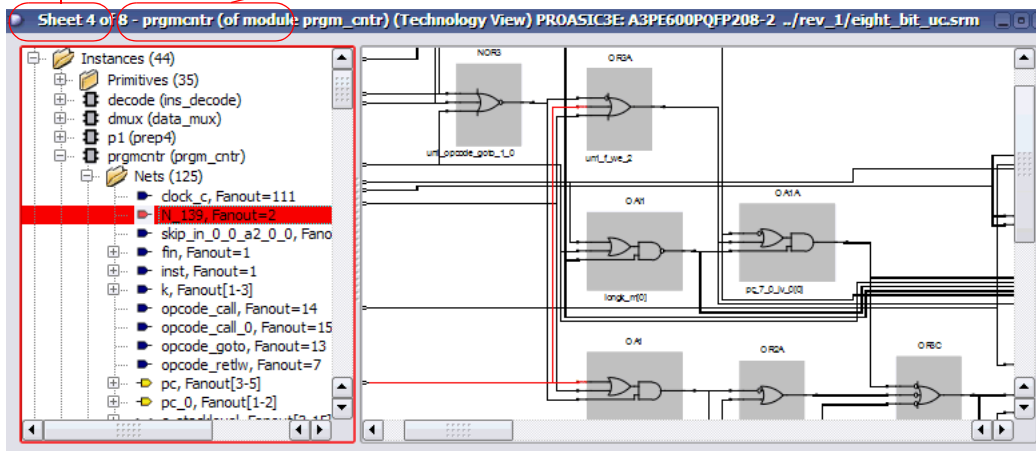 Sheet 4 of 8 - prgmcntr (of module prgm_cntr) (Technology View) PROASIC3E: A3PE600PQFP208-2 ../rev_1/eight_bit_uc.srm
Instances (44)
Primitives (35)
decode (ins_decode)
dmux (data_mux)
p1 (prep4)
prgmcntr (prgm_cntr)
Nets (125)
clock_c, Fanout=111
N_139, Fanout=2
skip_in_0_0_a2_0_0, Fano
fin, Fanout=1
inst, Fanout=1
k, Fanout[1-3]
opcode_call, Fanout=14
opcode_call_0, Fanout=15
opcode_goto, Fanout=13
opcode_retlw, Fanout=7
pc, Fanout[3-5]
pc_0, Fanout[1-2]
NOR3
un1_opcode_goto_1_0
OR3A
un1_f_we_2
OAI1
longk_m[0]
OA1A
pc_7_0_iv_0[0]
OA1
OR2A
OR3C